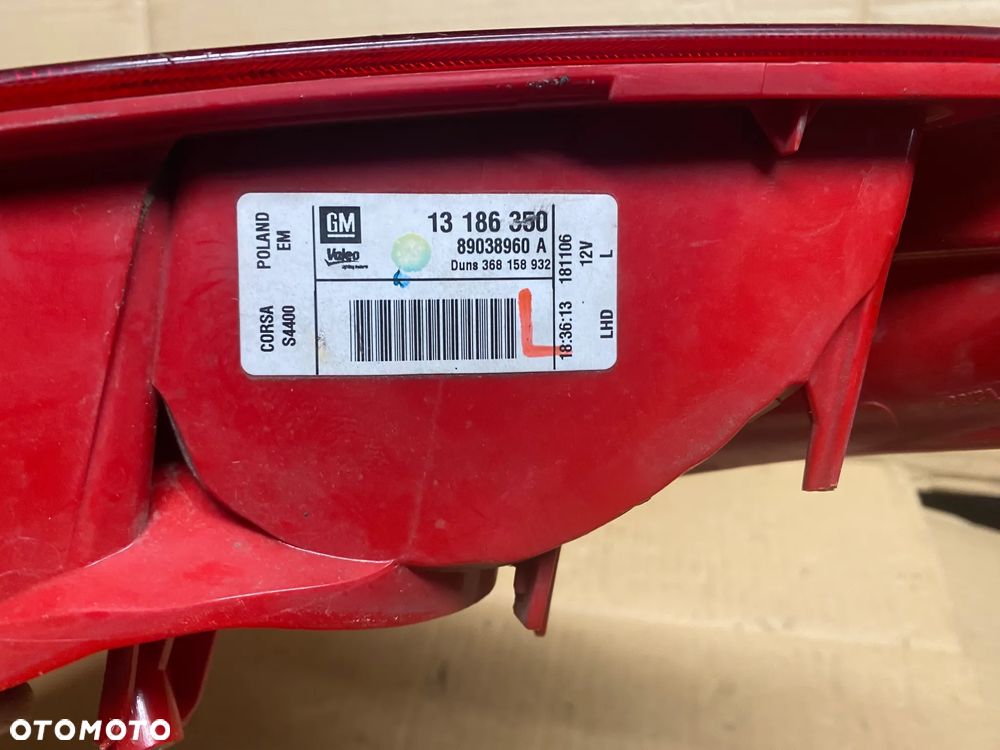 POLAND
EM
CORSA
S4400
GM
Valeo
13 186 350
89038960 A
Duns 368 158 932
L
18:36:13 181106
12V
LHD L
OTOMOTO